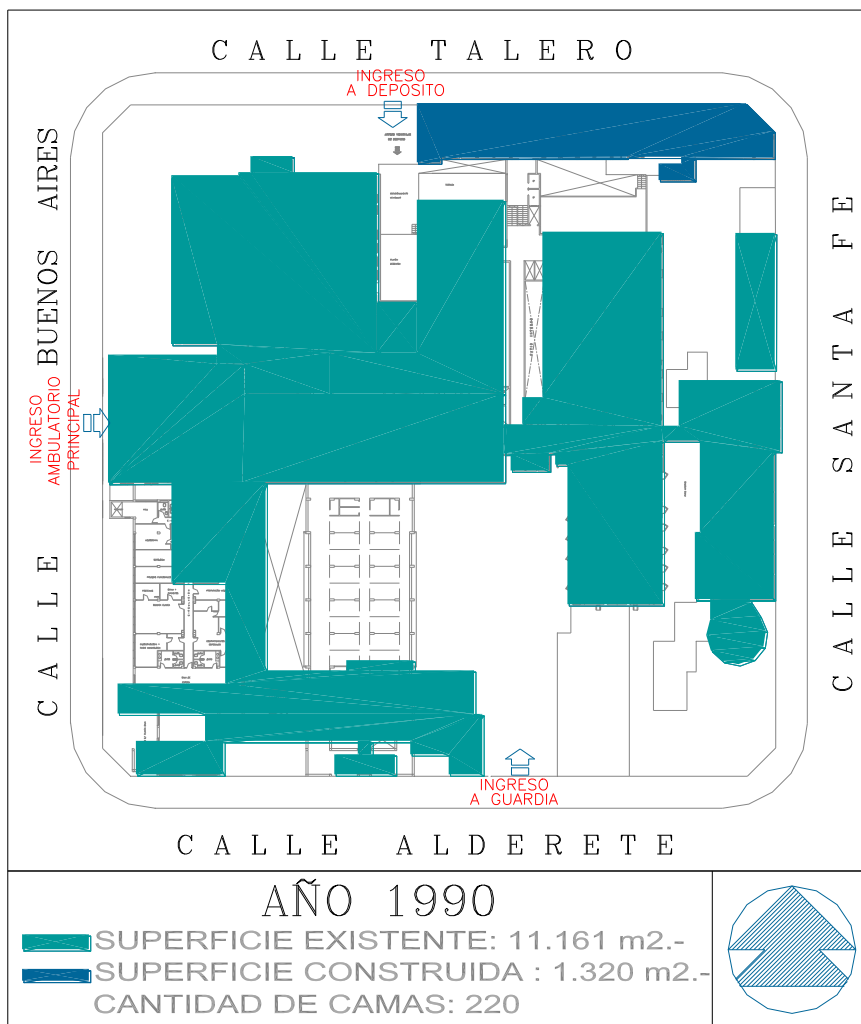 CALLE TALERO
INGRESO
A DEPOSITO
CALLE BUENOS AIRES
INGRESO
AMBULATORIO
PRINCIPAL
CALLE SANTA FE
INGRESO
A GUARDIA
CALLE ALDERETE
AÑO 1990
SUPERFICIE EXISTENTE: 11.161 m2.-
SUPERFICIE CONSTRUIDA : 1.320 m2.-
CANTIDAD DE CAMAS: 220